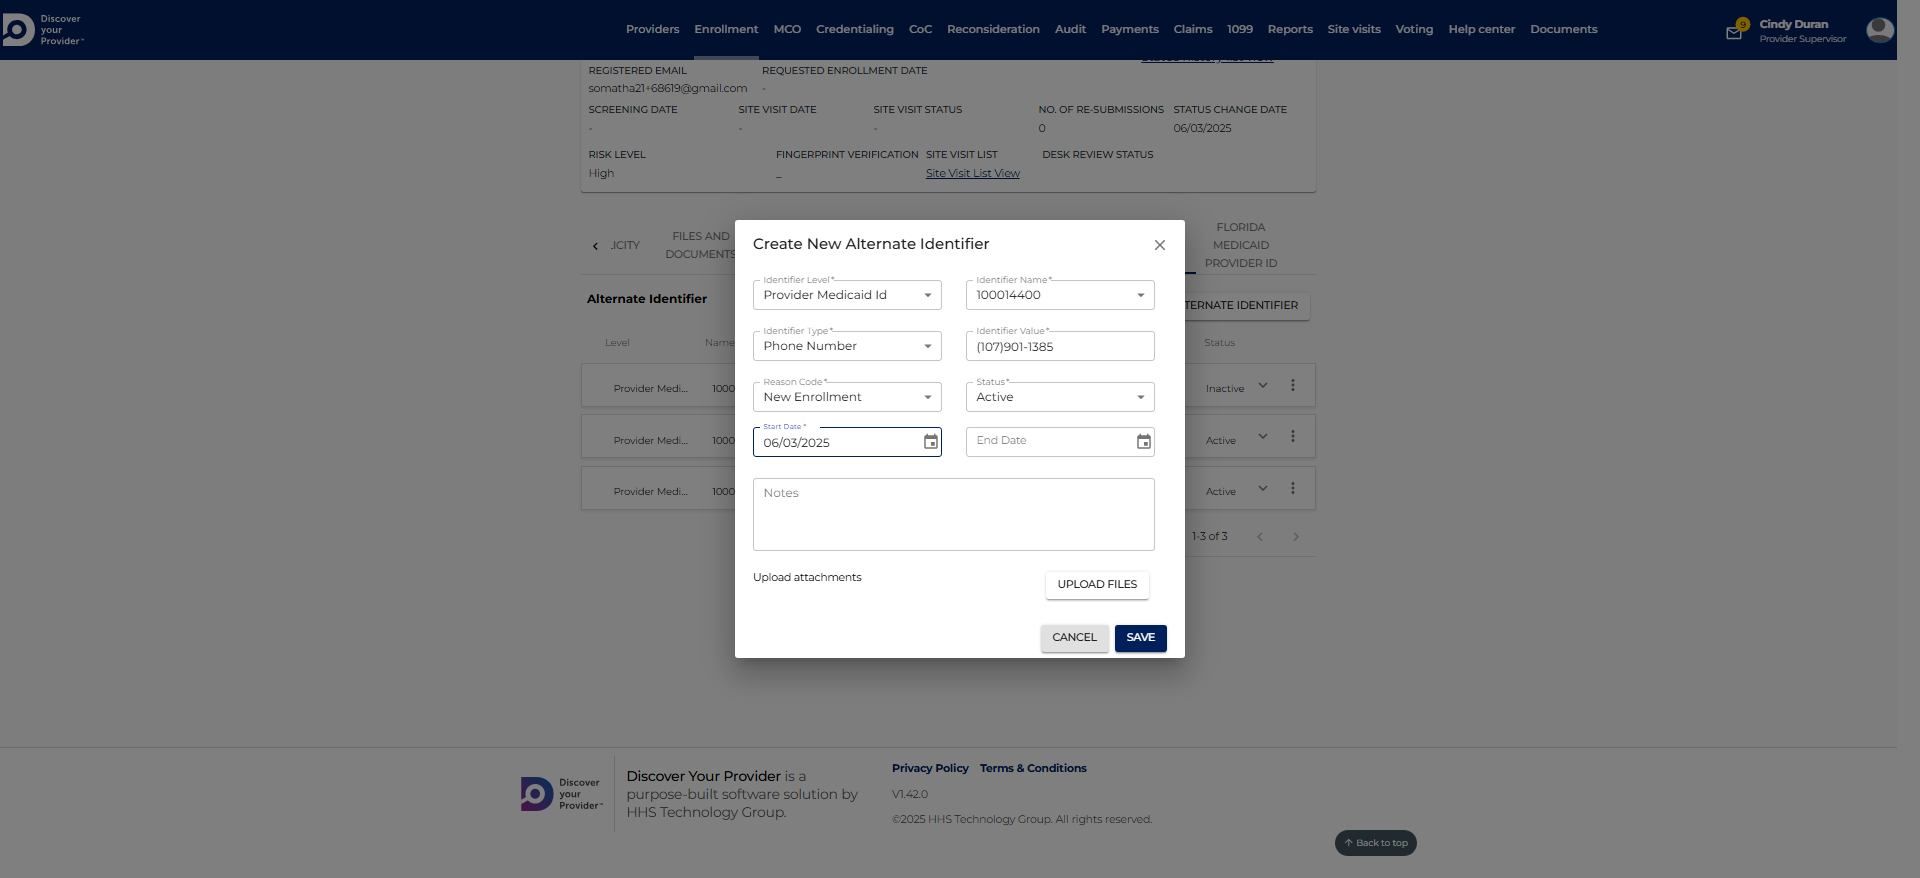 Discover
your
Provider
Providers Enrollment MCO Credentialing CoC Reconsideration Audit Payments Claims 1099 Reports Site visits Voting Help center Documents
9
Cindy Duran
Provider Supervisor
REGISTERED EMAIL REQUESTED ENROLLMENT DATE
somatha21+68619@gmail.com -
SCREENING DATE SITE VISIT DATE SITE VISIT STATUS NO. OF RE-SUBMISSIONS STATUS CHANGE DATE
- - - 0 06/03/2025
RISK LEVEL FINGERPRINT VERIFICATION SITE VISIT LIST DESK REVIEW STATUS
High _ Site Visit List View
ICITY
FILES AND
DOCUMENTS
FLORIDA
MEDICAID
PROVIDER ID
Alternate Identifier
TERNATE IDENTIFIER
Level Name Status
Provider Medi... 1000 Inactive
Provider Medi... 1000 Active
Provider Medi... 1000 Active
1-3 of 3
Create New Alternate Identifier
Identifier Level* Identifier Name*
Provider Medicaid Id 100014400
Identifier Type* Identifier Value*
Phone Number (107)901-1385
Reason Code* Status*
New Enrollment Active
Start Date *
06/03/2025 End Date
Notes
Upload attachments UPLOAD FILES
CANCEL SAVE
Discover
your
Provider™
Discover Your Provider is a
purpose-built software solution by
HHS Technology Group.
Privacy Policy Terms & Conditions
V1.42.0
©2025 HHS Technology Group. All rights reserved.
Back to top